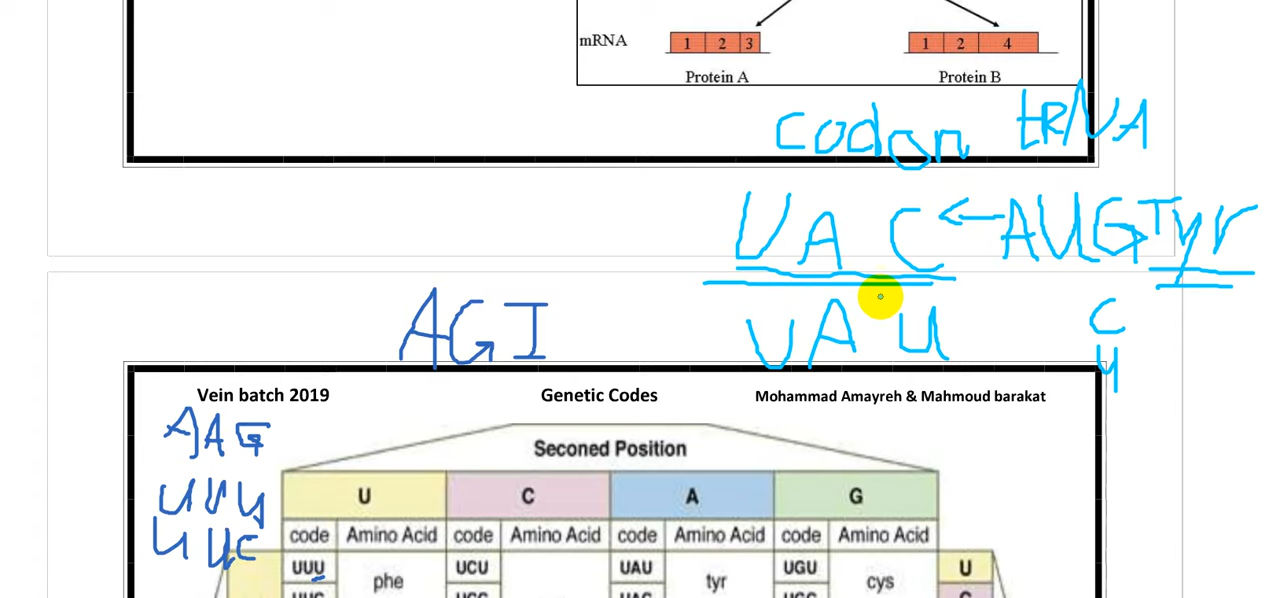 mRNA 1 2 3 1 2 4
Protein A Protein B
codon tRNA
UAC ← AUG Tyr
AGI UAU C
U
Vein batch 2019 Genetic Codes Mohammad Amayreh & Mahmoud barakat
AAG
UUU
UUC
Seconed Position
U C A G
code Amino Acid code Amino Acid code Amino Acid code Amino Acid
UUU phe UCU UAU tyr UGU cys U